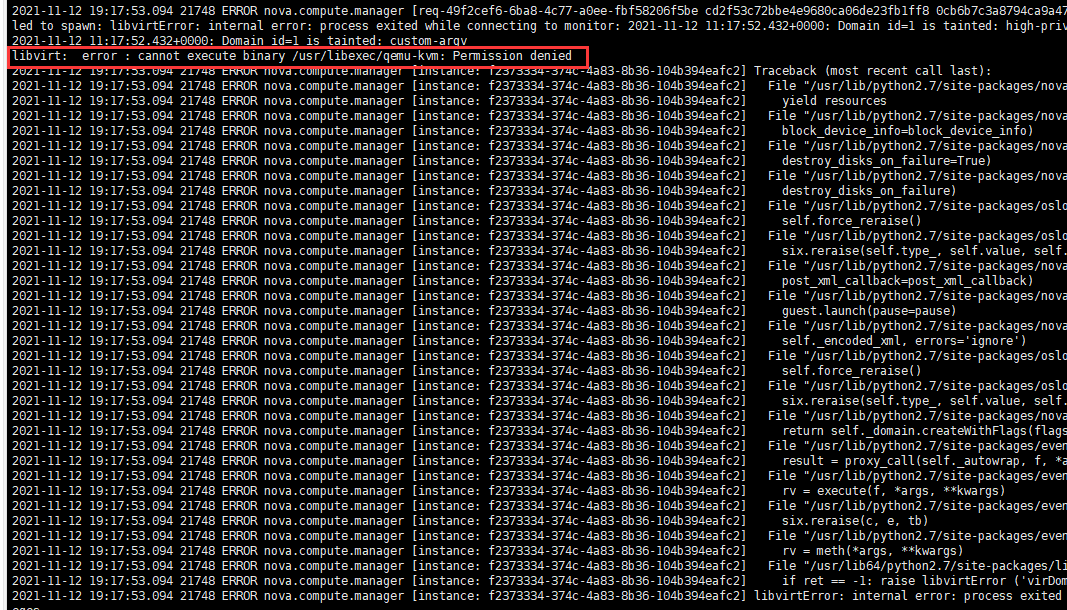 2021-11-12 19:17:53.094 21748 ERROR nova.compute.manager [req-49f2cef6-6ba8-4c77-a0ee-fbf58206f5be cd2f53c72bbe4e9680ca06de23fb1ff8 0cb6b7c3a8794ca9a47
led to spawn: libvirtError: internal error: process exited while connecting to monitor: 2021-11-12 11:17:52.432+0000: Domain id=1 is tainted: high-priv
2021-11-12 11:17:52.432+0000: Domain id=1 is tainted: custom-argv
libvirt:  error : cannot execute binary /usr/libexec/qemu-kvm: Permission denied
2021-11-12 19:17:53.094 21748 ERROR nova.compute.manager [instance: f2373334-374c-4a83-8b36-104b394eafc2] Traceback (most recent call last):
2021-11-12 19:17:53.094 21748 ERROR nova.compute.manager [instance: f2373334-374c-4a83-8b36-104b394eafc2]   File "/usr/lib/python2.7/site-packages/nova
2021-11-12 19:17:53.094 21748 ERROR nova.compute.manager [instance: f2373334-374c-4a83-8b36-104b394eafc2]     yield resources
2021-11-12 19:17:53.094 21748 ERROR nova.compute.manager [instance: f2373334-374c-4a83-8b36-104b394eafc2]   File "/usr/lib/python2.7/site-packages/nova
2021-11-12 19:17:53.094 21748 ERROR nova.compute.manager [instance: f2373334-374c-4a83-8b36-104b394eafc2]     block_device_info=block_device_info)
2021-11-12 19:17:53.094 21748 ERROR nova.compute.manager [instance: f2373334-374c-4a83-8b36-104b394eafc2]   File "/usr/lib/python2.7/site-packages/nova
2021-11-12 19:17:53.094 21748 ERROR nova.compute.manager [instance: f2373334-374c-4a83-8b36-104b394eafc2]     destroy_disks_on_failure=True)
2021-11-12 19:17:53.094 21748 ERROR nova.compute.manager [instance: f2373334-374c-4a83-8b36-104b394eafc2]   File "/usr/lib/python2.7/site-packages/nova
2021-11-12 19:17:53.094 21748 ERROR nova.compute.manager [instance: f2373334-374c-4a83-8b36-104b394eafc2]     destroy_disks_on_failure)
2021-11-12 19:17:53.094 21748 ERROR nova.compute.manager [instance: f2373334-374c-4a83-8b36-104b394eafc2]   File "/usr/lib/python2.7/site-packages/oslo
2021-11-12 19:17:53.094 21748 ERROR nova.compute.manager [instance: f2373334-374c-4a83-8b36-104b394eafc2]     self.force_reraise()
2021-11-12 19:17:53.094 21748 ERROR nova.compute.manager [instance: f2373334-374c-4a83-8b36-104b394eafc2]   File "/usr/lib/python2.7/site-packages/oslo
2021-11-12 19:17:53.094 21748 ERROR nova.compute.manager [instance: f2373334-374c-4a83-8b36-104b394eafc2]     six.reraise(self.type_, self.value, self.
2021-11-12 19:17:53.094 21748 ERROR nova.compute.manager [instance: f2373334-374c-4a83-8b36-104b394eafc2]   File "/usr/lib/python2.7/site-packages/nova
2021-11-12 19:17:53.094 21748 ERROR nova.compute.manager [instance: f2373334-374c-4a83-8b36-104b394eafc2]     post_xml_callback=post_xml_callback)
2021-11-12 19:17:53.094 21748 ERROR nova.compute.manager [instance: f2373334-374c-4a83-8b36-104b394eafc2]   File "/usr/lib/python2.7/site-packages/nova
2021-11-12 19:17:53.094 21748 ERROR nova.compute.manager [instance: f2373334-374c-4a83-8b36-104b394eafc2]     guest.launch(pause=pause)
2021-11-12 19:17:53.094 21748 ERROR nova.compute.manager [instance: f2373334-374c-4a83-8b36-104b394eafc2]   File "/usr/lib/python2.7/site-packages/nova
2021-11-12 19:17:53.094 21748 ERROR nova.compute.manager [instance: f2373334-374c-4a83-8b36-104b394eafc2]     self._encoded_xml, errors='ignore')
2021-11-12 19:17:53.094 21748 ERROR nova.compute.manager [instance: f2373334-374c-4a83-8b36-104b394eafc2]   File "/usr/lib/python2.7/site-packages/oslo
2021-11-12 19:17:53.094 21748 ERROR nova.compute.manager [instance: f2373334-374c-4a83-8b36-104b394eafc2]     self.force_reraise()
2021-11-12 19:17:53.094 21748 ERROR nova.compute.manager [instance: f2373334-374c-4a83-8b36-104b394eafc2]   File "/usr/lib/python2.7/site-packages/oslo
2021-11-12 19:17:53.094 21748 ERROR nova.compute.manager [instance: f2373334-374c-4a83-8b36-104b394eafc2]     six.reraise(self.type_, self.value, self.
2021-11-12 19:17:53.094 21748 ERROR nova.compute.manager [instance: f2373334-374c-4a83-8b36-104b394eafc2]   File "/usr/lib/python2.7/site-packages/nova
2021-11-12 19:17:53.094 21748 ERROR nova.compute.manager [instance: f2373334-374c-4a83-8b36-104b394eafc2]     return self._domain.createWithFlags(flags
2021-11-12 19:17:53.094 21748 ERROR nova.compute.manager [instance: f2373334-374c-4a83-8b36-104b394eafc2]   File "/usr/lib/python2.7/site-packages/even
2021-11-12 19:17:53.094 21748 ERROR nova.compute.manager [instance: f2373334-374c-4a83-8b36-104b394eafc2]     result = proxy_call(self._autowrap, f, *a
2021-11-12 19:17:53.094 21748 ERROR nova.compute.manager [instance: f2373334-374c-4a83-8b36-104b394eafc2]   File "/usr/lib/python2.7/site-packages/even
2021-11-12 19:17:53.094 21748 ERROR nova.compute.manager [instance: f2373334-374c-4a83-8b36-104b394eafc2]     rv = execute(f, *args, **kwargs)
2021-11-12 19:17:53.094 21748 ERROR nova.compute.manager [instance: f2373334-374c-4a83-8b36-104b394eafc2]   File "/usr/lib/python2.7/site-packages/even
2021-11-12 19:17:53.094 21748 ERROR nova.compute.manager [instance: f2373334-374c-4a83-8b36-104b394eafc2]     six.reraise(c, e, tb)
2021-11-12 19:17:53.094 21748 ERROR nova.compute.manager [instance: f2373334-374c-4a83-8b36-104b394eafc2]   File "/usr/lib/python2.7/site-packages/even
2021-11-12 19:17:53.094 21748 ERROR nova.compute.manager [instance: f2373334-374c-4a83-8b36-104b394eafc2]     rv = meth(*args, **kwargs)
2021-11-12 19:17:53.094 21748 ERROR nova.compute.manager [instance: f2373334-374c-4a83-8b36-104b394eafc2]   File "/usr/lib64/python2.7/site-packages/li
2021-11-12 19:17:53.094 21748 ERROR nova.compute.manager [instance: f2373334-374c-4a83-8b36-104b394eafc2]     if ret == -1: raise libvirtError ('virDom
2021-11-12 19:17:53.094 21748 ERROR nova.compute.manager [instance: f2373334-374c-4a83-8b36-104b394eafc2] libvirtError: internal error: process exited